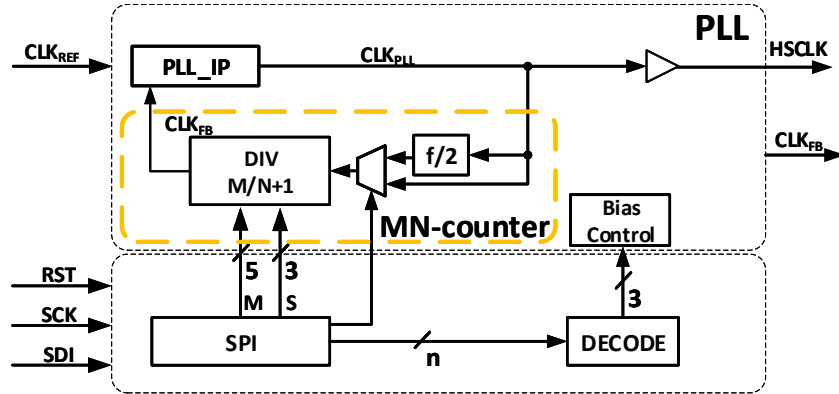 PLL
CLKREF
PLL_IP
CLKPLL
HSCLK
CLKFB
CLKFB
DIV
M/N+1
f/2
MN-counter
Bias
Control
RST
5
3
3
M
S
SCK
SPI
n
DECODE
SDI